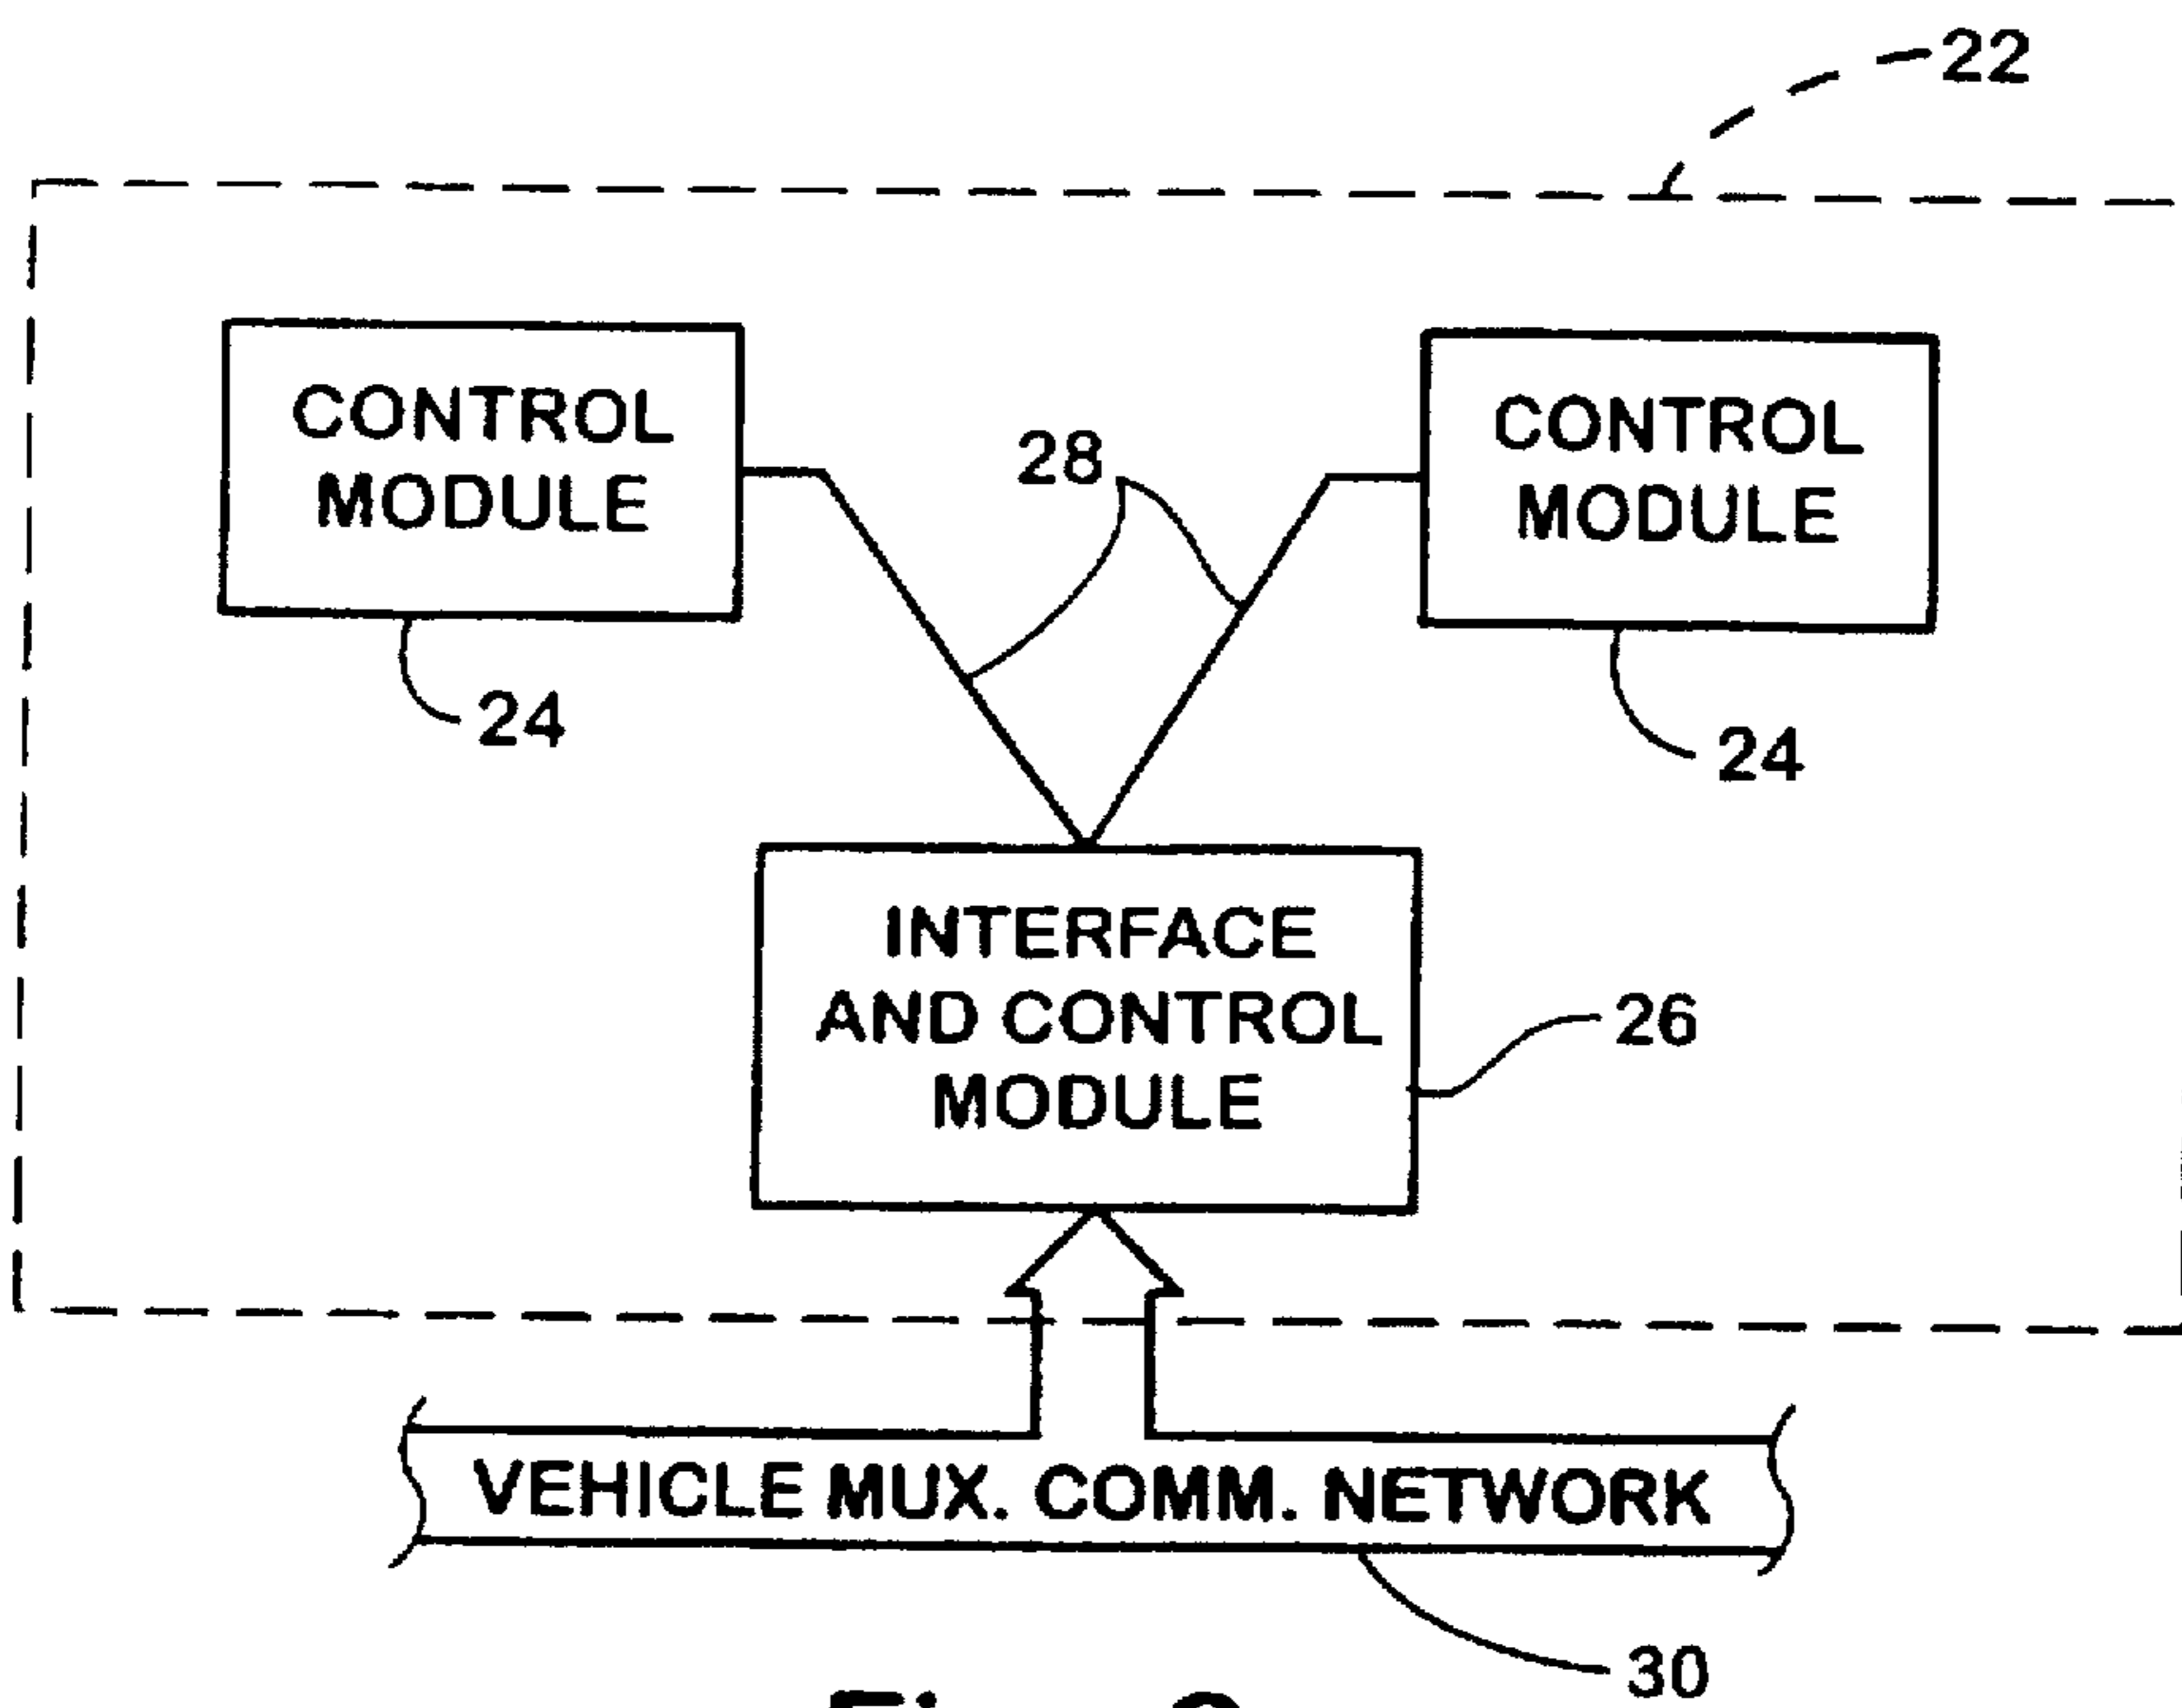 22
CONTROL
MODULE
28
CONTROL
MODULE
24
24
INTERFACE
AND CONTROL
MODULE
26
VEHICLE MUX. COMM. NETWORK
30